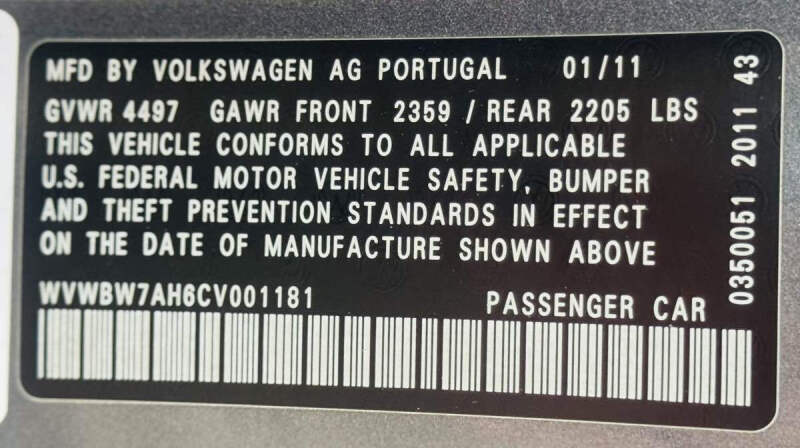 MFD BY VOLKSWAGEN AG PORTUGAL 01/11
GVWR 4497 GAWR FRONT 2359 / REAR 2205 LBS
THIS VEHICLE CONFORMS TO ALL APPLICABLE
U.S. FEDERAL MOTOR VEHICLE SAFETY, BUMPER
AND THEFT PREVENTION STANDARDS IN EFFECT
ON THE DATE OF MANUFACTURE SHOWN ABOVE
WVWBW7AH6CV001181 PASSENGER CAR
0350051 2011 43